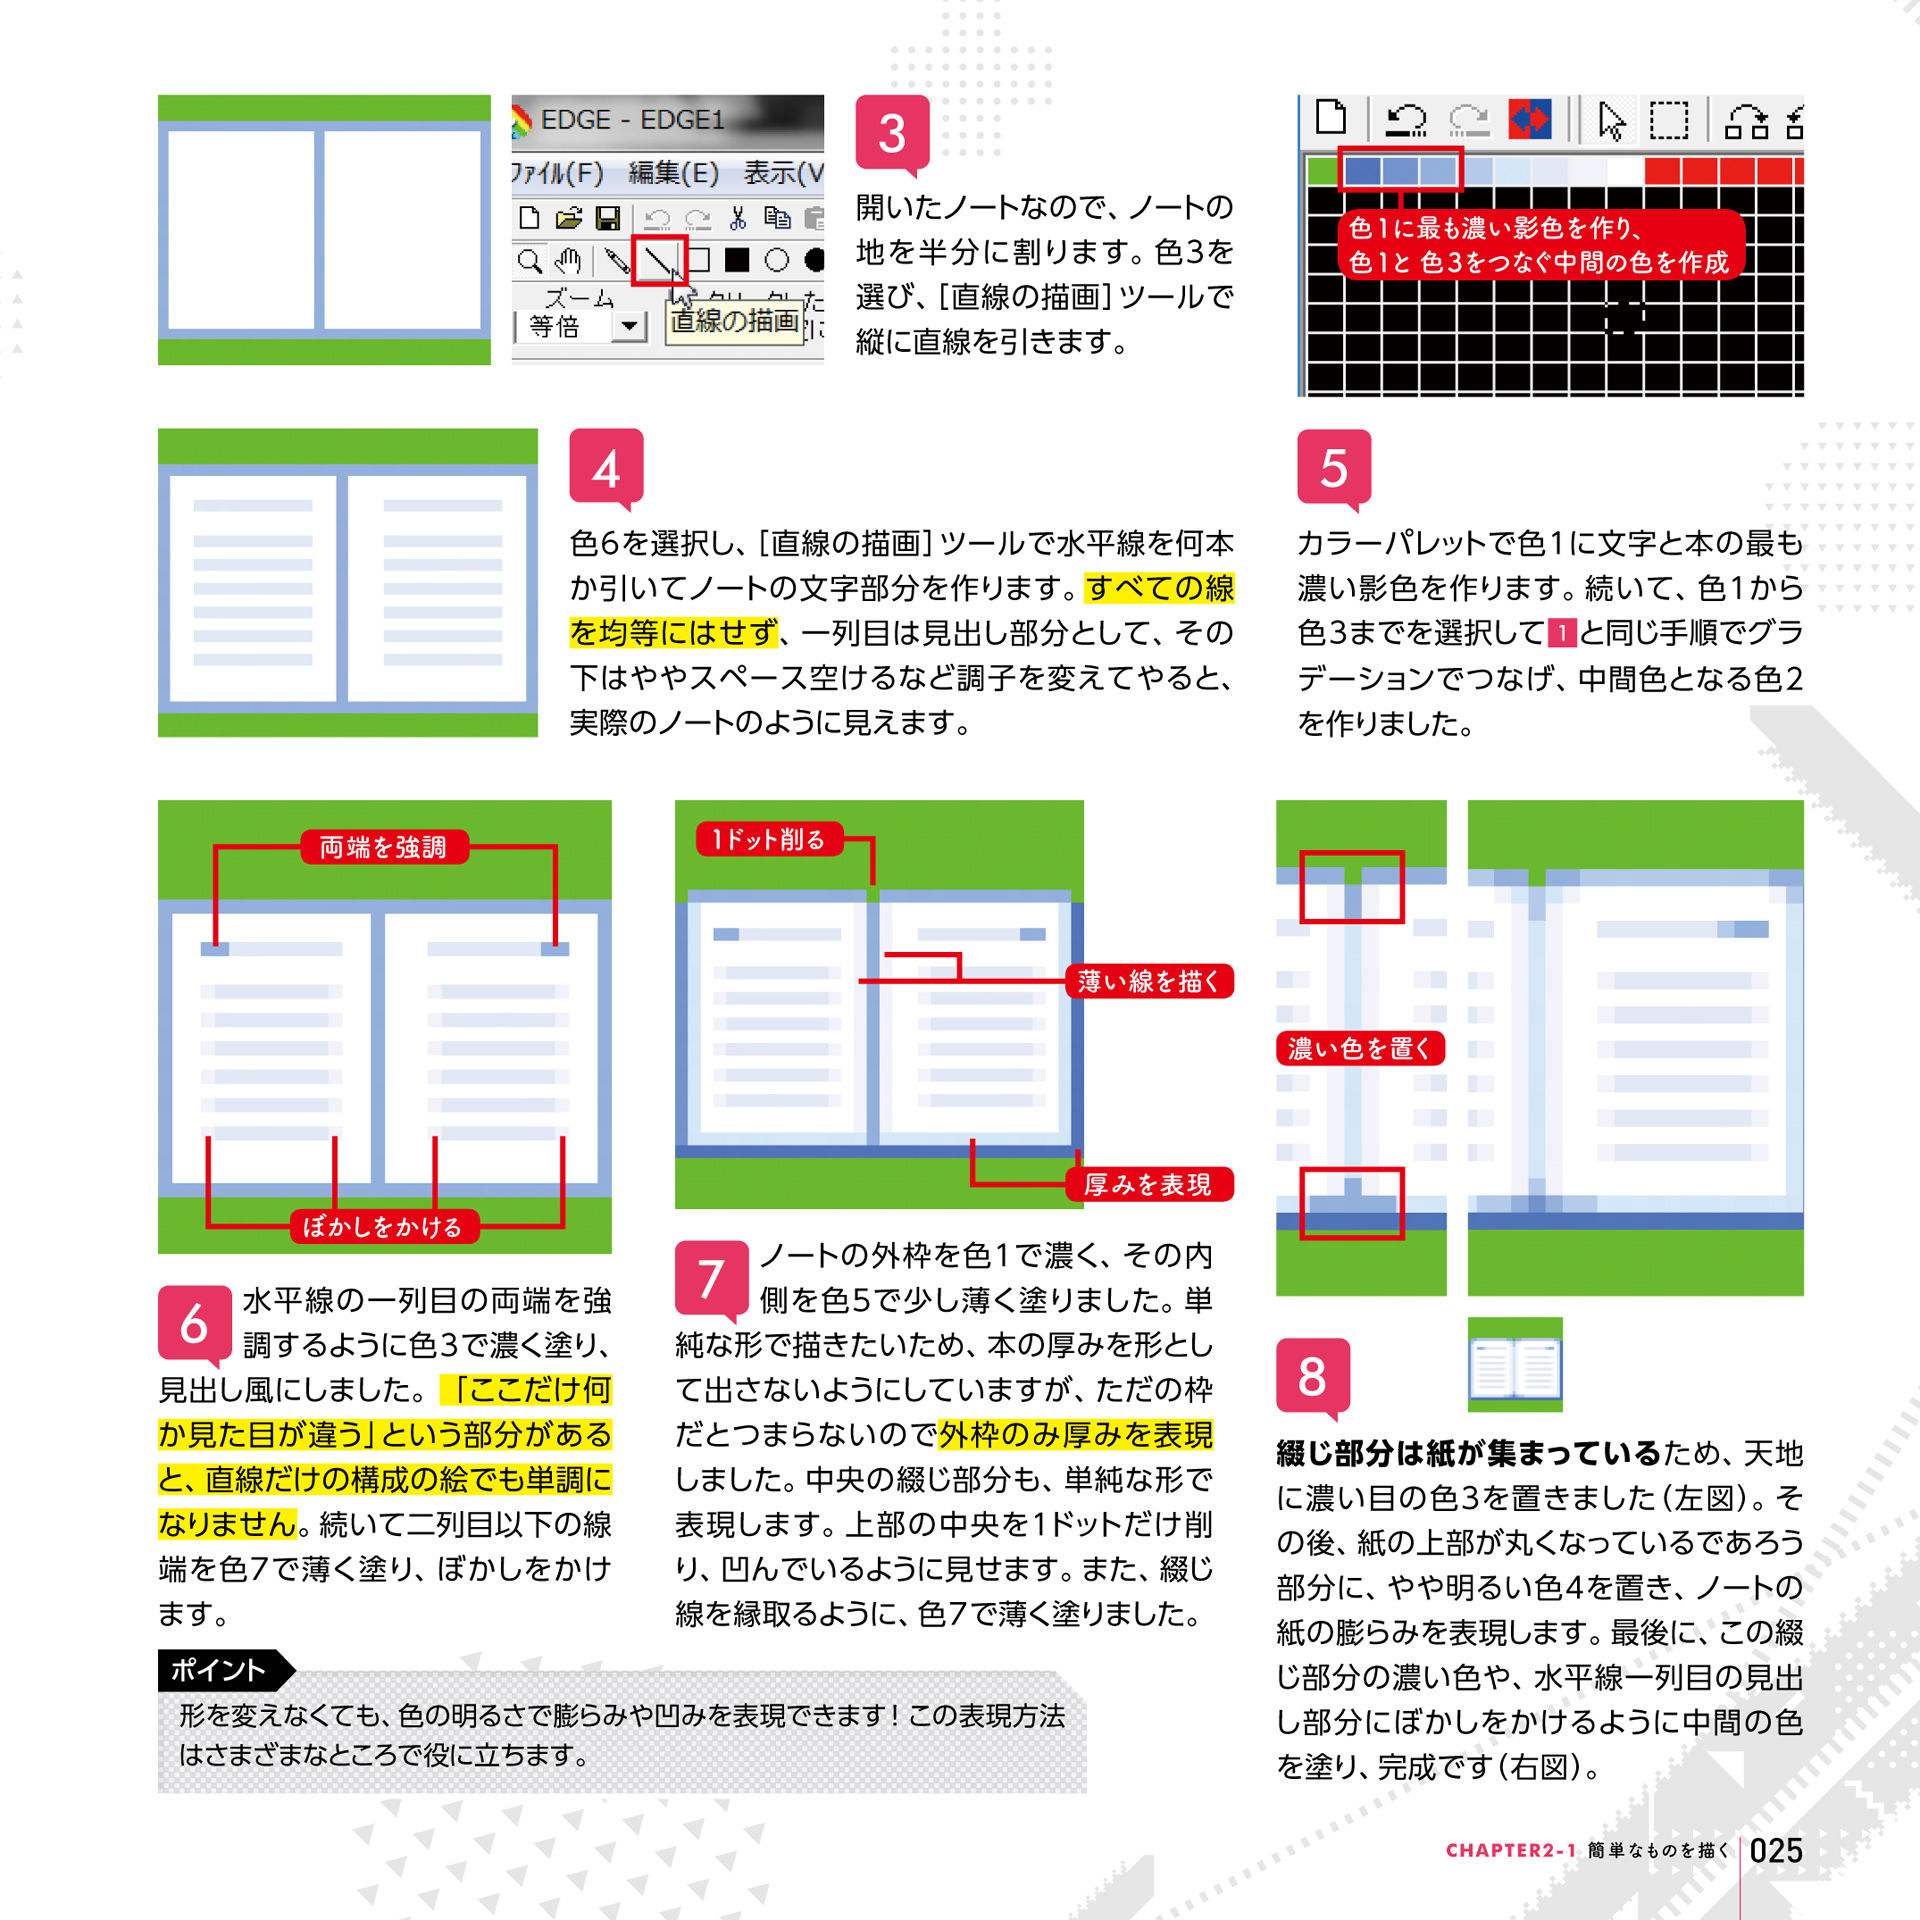 EDGE - EDGE1
ファイル(F) 編集(E) 表示(V
ズーム
等倍
直線の描画
3
開いたノートなので、ノートの
地を半分に割ります。色3を
選び、[直線の描画]ツールで
縦に直線を引きます。
色1に最も濃い影色を作り、
色1と 色3をつなぐ中間の色を作成
4
色6を選択し、[直線の描画]ツールで水平線を何本
か引いてノートの文字部分を作ります。すべての線
を均等にはせず、一列目は見出し部分として、その
下はややスペース空けるなど調子を変えてやると、
実際のノートのように見えます。
5
カラーパレットで色1に文字と本の最も
濃い影色を作ります。続いて、色1から
色3までを選択して1と同じ手順でグラ
デーションでつなげ、中間色となる色2
を作りました。
両端を強調
ぼかしをかける
6
水平線の一列目の両端を強
調するように色3で濃く塗り、
見出し風にしました。「ここだけ何
か見た目が違う」という部分がある
と、直線だけの構成の絵でも単調に
なりません。続いて二列目以下の線
端を色7で薄く塗り、ぼかしをかけ
ます。
1ドット削る
薄い線を描く
厚みを表現
7
ノートの外枠を色1で濃く、その内
側を色5で少し薄く塗りました。単
純な形で描きたいため、本の厚みを形とし
て出さないようにしていますが、ただの枠
だとつまらないので外枠のみ厚みを表現
しました。中央の綴じ部分も、単純な形で
表現します。上部の中央を1ドットだけ削
り、凹んでいるように見せます。また、綴じ
線を縁取るように、色7で薄く塗りました。
濃い色を置く
8
綴じ部分は紙が集まっているため、天地
に濃い目の色3を置きました(左図)。そ
の後、紙の上部が丸くなっているであろう
部分に、やや明るい色4を置き、ノートの
紙の膨らみを表現します。最後に、この綴
じ部分の濃い色や、水平線一列目の見出
し部分にぼかしをかけるように中間の色
を塗り、完成です(右図)。
ポイント
形を変えなくても、色の明るさで膨らみや凹みを表現できます!この表現方法
はさまざまなところで役に立ちます。
CHAPTER2-1 簡単なものを描く 025